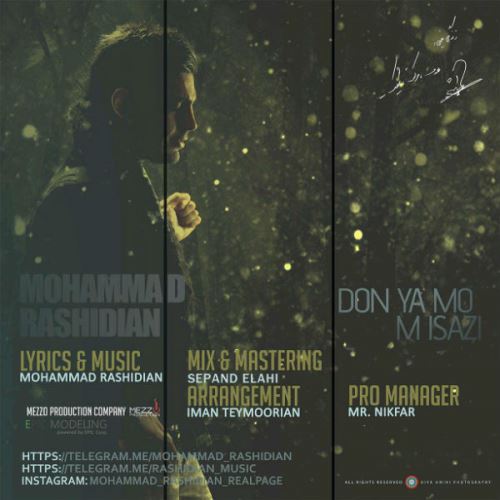 MOHAMMAD
RASHIDIAN
DON YA MO
M ISAZI
LYRICS & MUSIC
MOHAMMAD RASHIDIAN
MIX & MASTERING
SEPAND ELAHI
ARRANGEMENT
IMAN TEYMOORIAN
PRO MANAGER
MR. NIKFAR
MEZZO PRODUCTION COMPANY MEZZO
EPIC MODELING
HTTPS://TELEGRAM.ME/MOHAMMAD_RASHIDIAN
HTTPS://TELEGRAM.ME/RASHIDIAN_MUSIC
INSTAGRAM: MOHAMMAD_RASHIDIAN_REALPAGE
ALL RIGHTS RESERVED